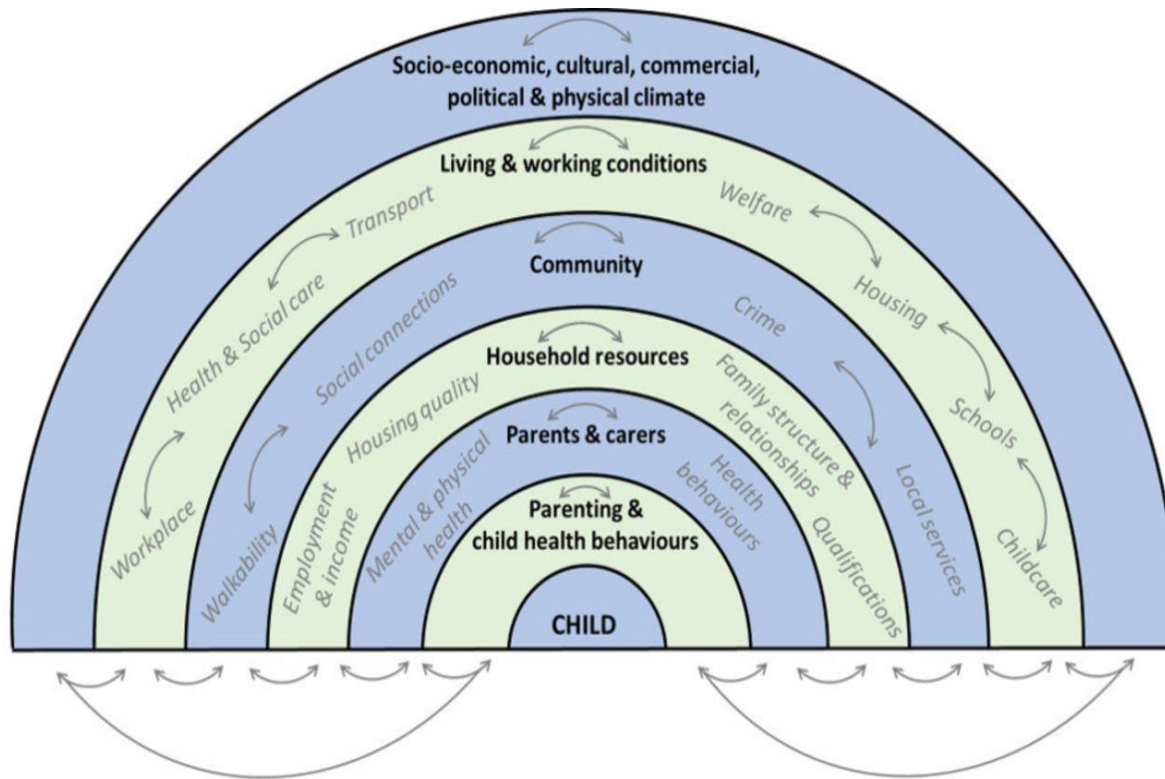 Socio-economic, cultural, commercial,
political & physical climate
Living & working conditions
Transport
Welfare
Health & Social care
Housing
Workplace
Schools
Childcare
Community
Social connections
Crime
Walkability
Local services
Household resources
Housing quality
Family structure &
relationships
Employment
& income
Qualifications
Parents & carers
Mental & physical
health
Health
behaviours
Parenting &
child health behaviours
CHILD